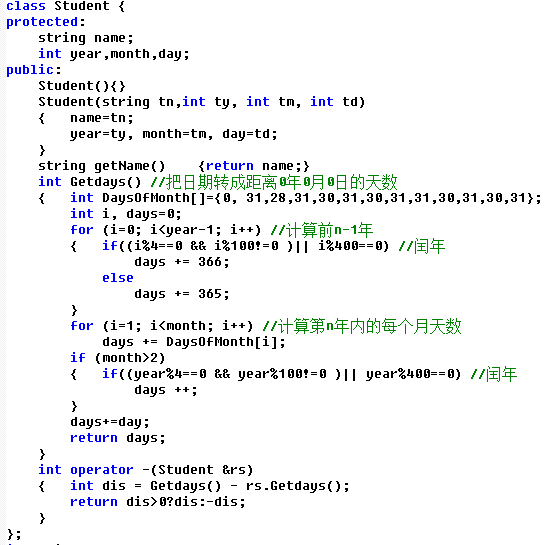 class Student {
protected:
    string name;
    int year,month,day;
public:
    Student(){}
    Student(string tn,int ty, int tm, int td)
    {   name=tn;
        year=ty, month=tm, day=td;
    }
    string getName()    {return name;}
    int Getdays() //把日期转成距离0年0月0日的天数
    {   int DaysOfMonth[]={0, 31,28,31,30,31,30,31,31,30,31,30,31};
        int i, days=0;
        for (i=0; i<year-1; i++) //计算前n-1年
        {   if((i%4==0 && i%100!=0 )|| i%400==0) //闰年
                days += 366;
            else
                days += 365;
        }
        for (i=1; i<month; i++) //计算第n年内的每个月天数
            days += DaysOfMonth[i];
        if (month>2)
        {   if((year%4==0 && year%100!=0 )|| year%400==0) //闰年
                days ++;
        }
        days+=day;
        return days;
    }
    int operator -(Student &rs)
    {   int dis = Getdays() - rs.Getdays();
        return dis>0?dis:-dis;
    }
};